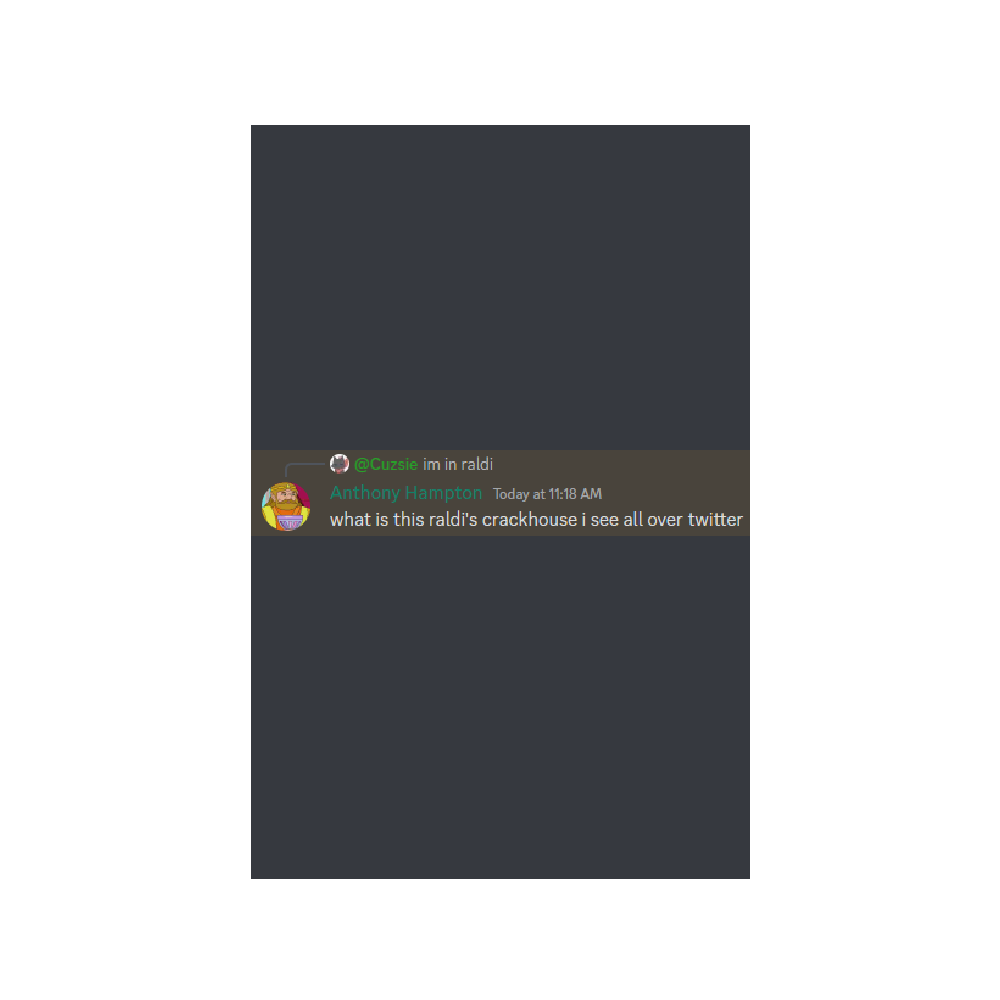 @Cuzsie im in raldi
Anthony Hampton Today at 11:18 AM
what is this raldi's crackhouse i see all over twitter